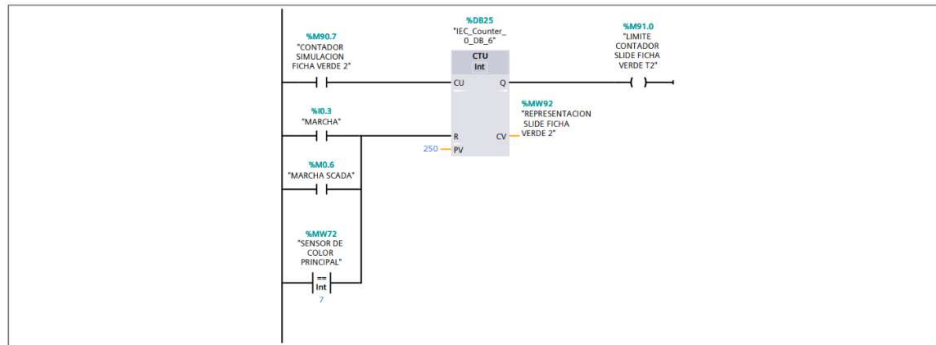 %DB25
"IEC_Counter_
0_DB_6"
CTU
Int
%M90.7
"CONTADOR
SIMULACION
FICHA VERDE 2"
CU
Q
%M91.0
"LIMITE
CONTADOR
SLIDE FICHA
VERDE T2"
%I0.3
"MARCHA"
R
CV
%MW92
"REPRESENTACION
SLIDE FICHA
VERDE 2"
250
PV
%M0.6
"MARCHA SCADA"
%MW72
"SENSOR DE
COLOR
PRINCIPAL"
==
Int
7